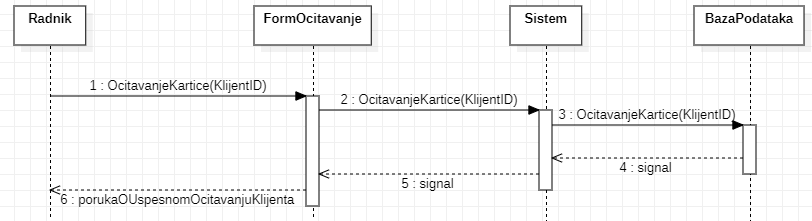 Radnik
FormOcitavanje
Sistem
BazaPodataka
1 : OcitavanjeKartice(KlijentID)
2 : OcitavanjeKartice(KlijentID)
3 : OcitavanjeKartice(KlijentID)
4 : signal
5 : signal
6 : porukaOUspesnomOcitavanjuKlijenta